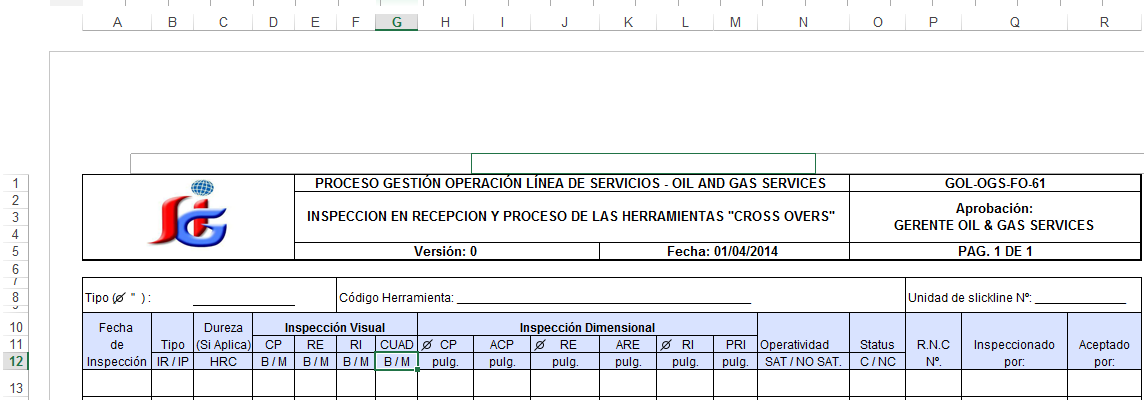 A B C D E F G H I J K L M N O P Q R
1 PROCESO GESTIÓN OPERACIÓN LÍNEA DE SERVICIOS - OIL AND GAS SERVICES GOL-OGS-FO-61
2
3 INSPECCION EN RECEPCION Y PROCESO DE LAS HERRAMIENTAS "CROSS OVERS" Aprobación:
4 GERENTE OIL & GAS SERVICES
5 Versión: 0 Fecha: 01/04/2014 PAG. 1 DE 1
6
7
8 Tipo (Ø " ) : ______________ Código Herramienta: ______________ Unidad de slickline Nº: ______________
9
10 Fecha Dureza Inspección Visual Inspección Dimensional
11 de Tipo (Si Aplica) CP RE RI CUAD Ø CP ACP Ø RE ARE Ø RI PRI Operatividad Status R.N.C Inspeccionado Aceptado
12 Inspección IR / IP HRC B / M B / M B / M B / M pulg. pulg. pulg. pulg. pulg. pulg. SAT / NO SAT. C / NC Nº. por: por:
13